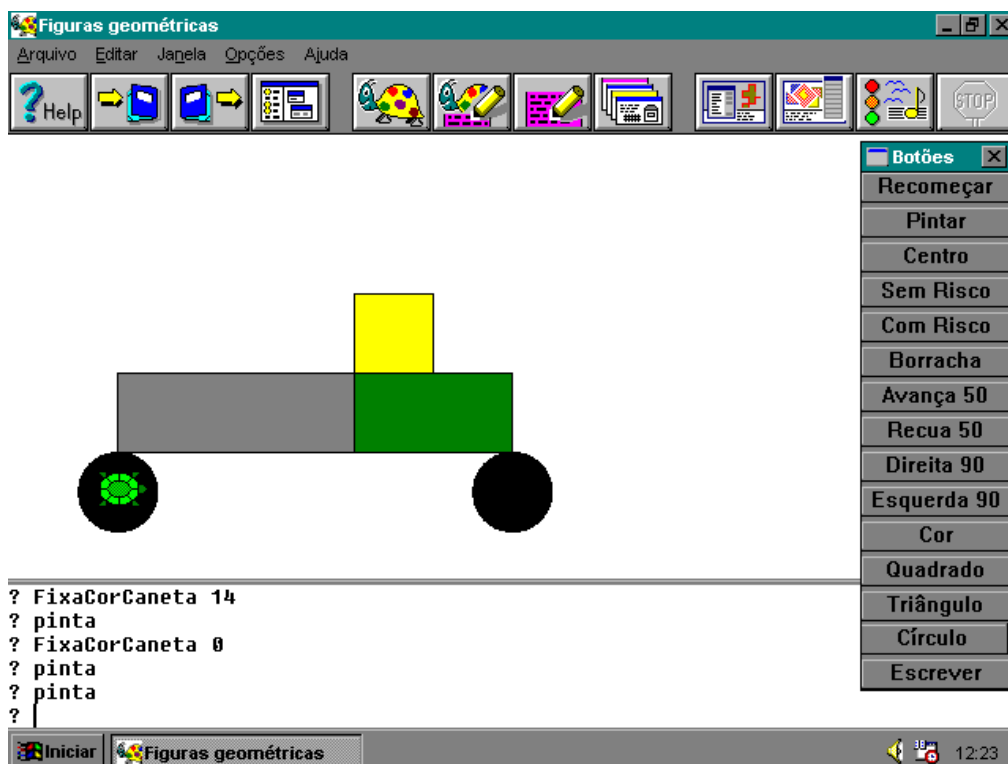 Figuras geométricas
Arquivo Editar Janela Opções Ajuda
? Help
STOP
Botões
Recomeçar
Pintar
Centro
Sem Risco
Com Risco
Borracha
Avança 50
Recua 50
Direita 90
Esquerda 90
Cor
Quadrado
Triângulo
Círculo
Escrever
? FixaCorCaneta 14
? pinta
? FixaCorCaneta 0
? pinta
? pinta
?
Iniciar Figuras geométricas 12:23